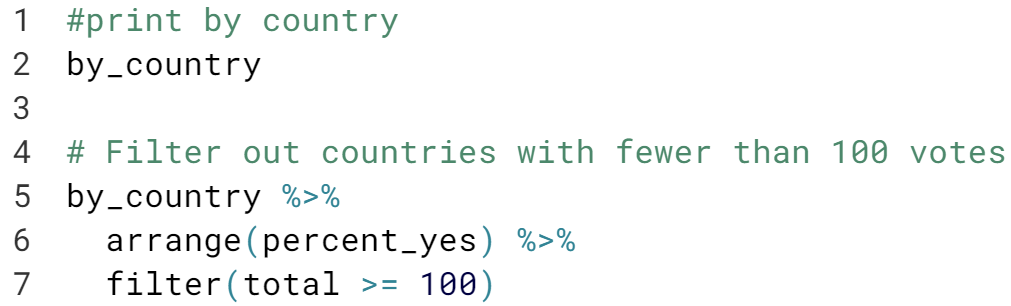 1 #print by country
2 by_country
3
4 # Filter out countries with fewer than 100 votes
5 by_country %>%
6   arrange(percent_yes) %>%
7   filter(total >= 100)